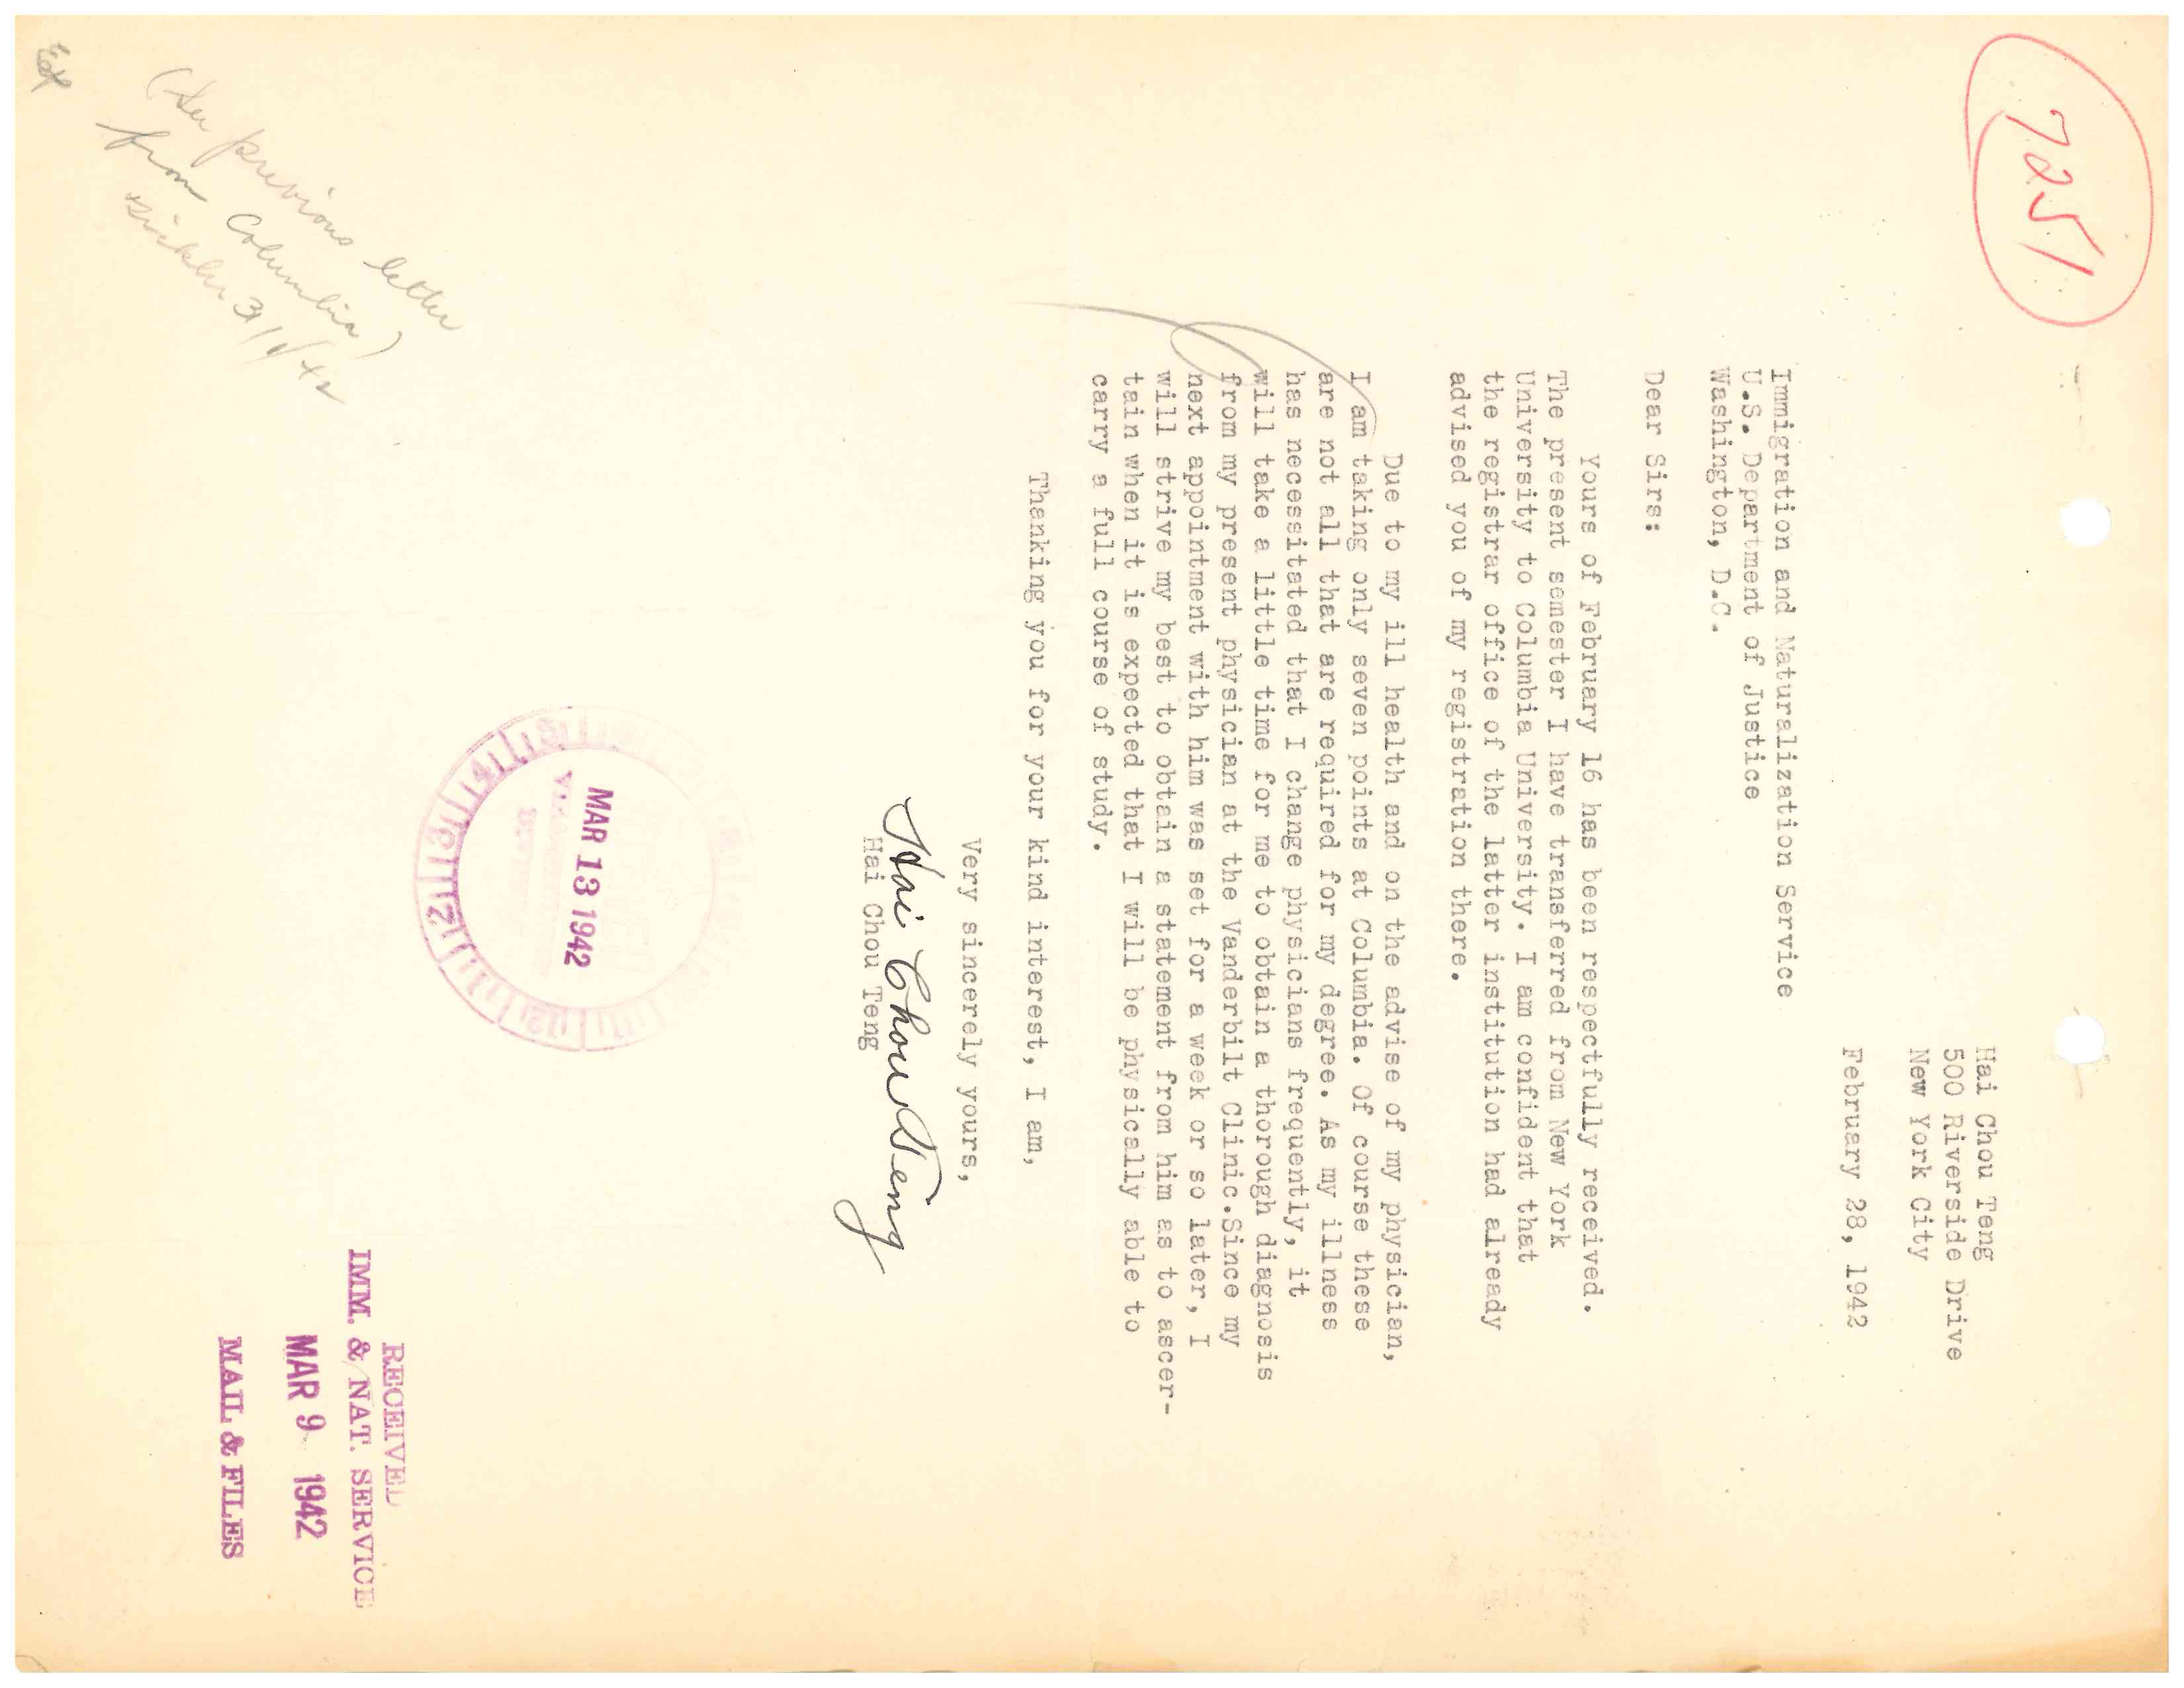 7251
Hai Chou Teng
500 Riverside Drive
New York City
February 28, 1942
Immigration and Naturalization Service
U.S. Department of Justice
Washington, D.C.
Dear Sirs:
Yours of February 16 has been respectfully received.
The present semester I have transferred from New York
University to Columbia University. I am confident that
the registrar office of the latter institution had already
advised you of my registration there.
Due to my ill health and on the advise of my physician,
I am taking only seven points at Columbia. Of course these
are not all that are required for my degree. As my illness
has necessitated that I change physicians frequently, it
will take a little time for me to obtain a thorough diagnosis
from my present physician at the Vanderbilt Clinic.Since my
next appointment with him was set for a week or so later, I
will strive my best to obtain a statement from him as to ascer-
tain when it is expected that I will be physically able to
carry a full course of study.
Thanking you for your kind interest, I am,
Very sincerely yours,
Hai Chou Teng
Hai Chou Teng
MAR 13 1942
RECEIVED
IMM. & NAT. SERVICE
MAR 9 1942
MAIL & FILES
(See previous letter
from Columbia)